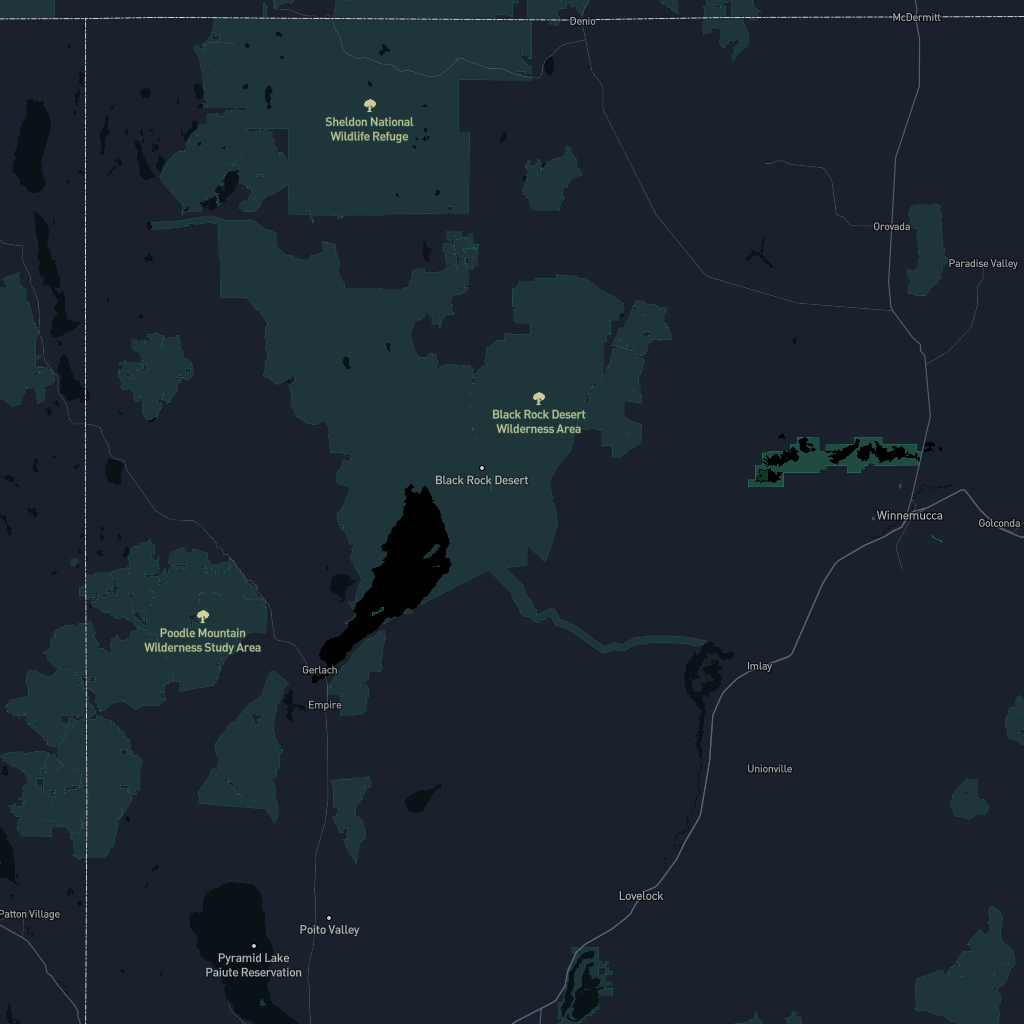 Denio
McDermitt
Sheldon National
Wildlife Refuge
Orovada
Paradise Valley
Black Rock Desert
Wilderness Area
Black Rock Desert
Winnemucca
Golconda
Poodle Mountain
Wilderness Study Area
Gerlach
Imlay
Empire
Unionville
Lovelock
Patton Village
Poito Valley
Pyramid Lake
Paiute Reservation